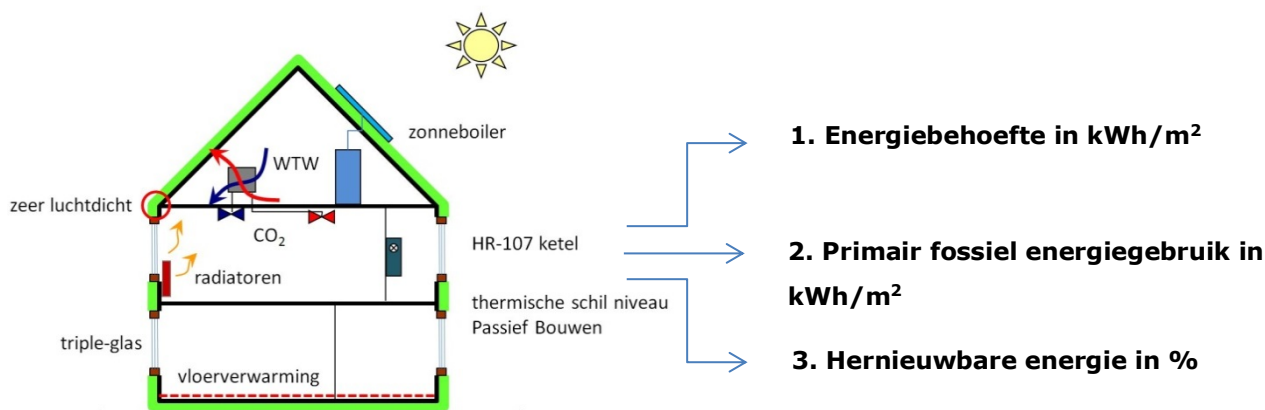 zonneboiler
WTW
zeer luchtdicht
CO₂
HR-107 ketel
radiatoren
thermische schil niveau
Passief Bouwen
triple-glas
vloerverwarming
1. Energiebehoefte in kWh/m²
2. Primair fossiel energiegebruik in
kWh/m²
3. Hernieuwbare energie in %